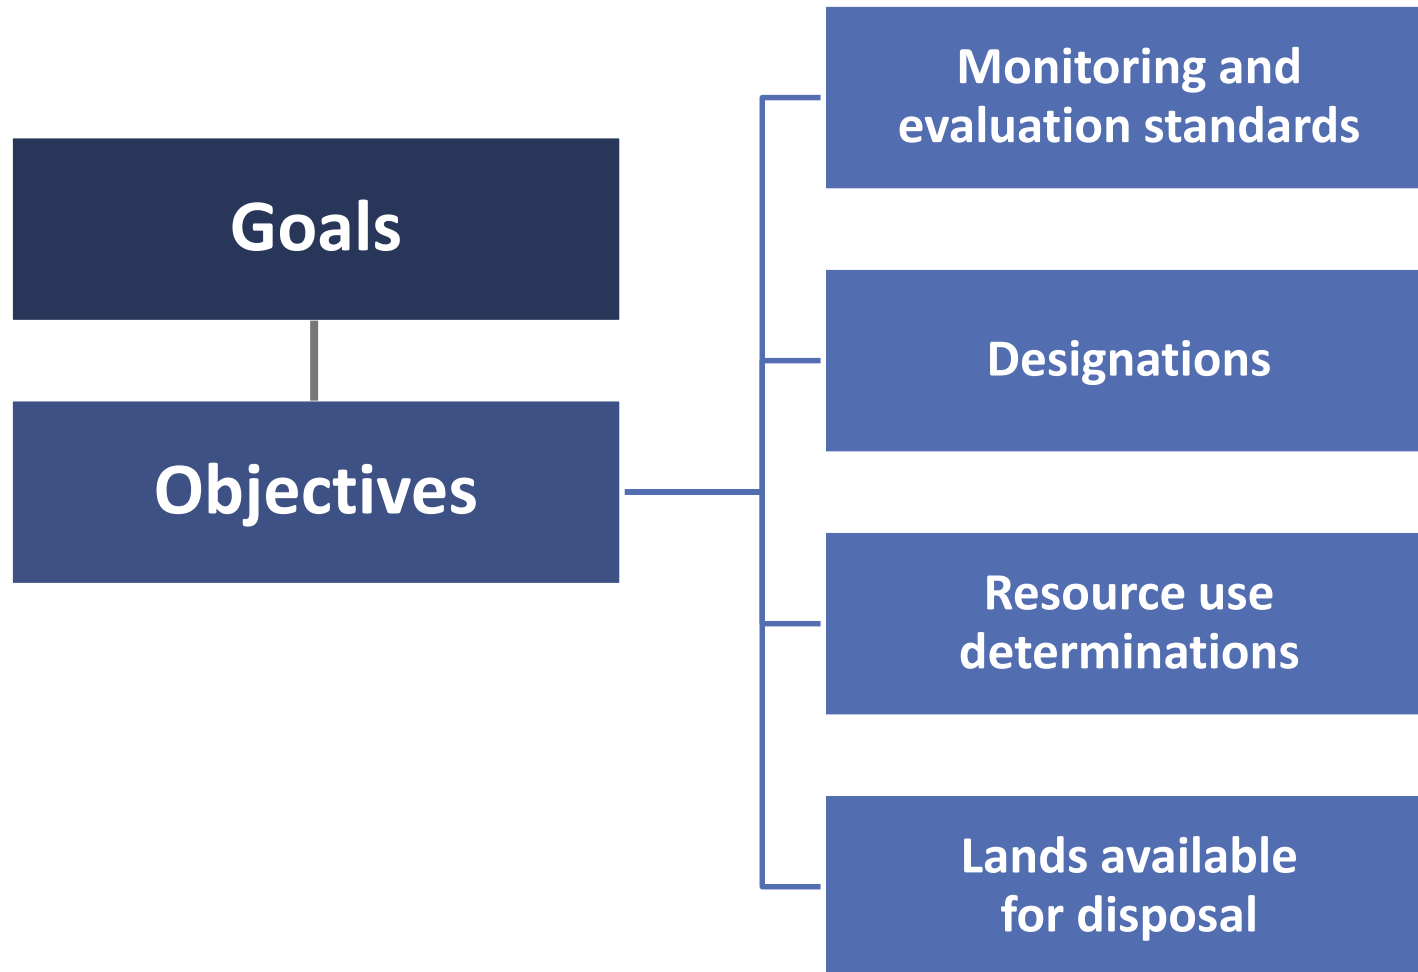 Goals
Objectives
Monitoring and
evaluation standards
Designations
Resource use
determinations
Lands available
for disposal